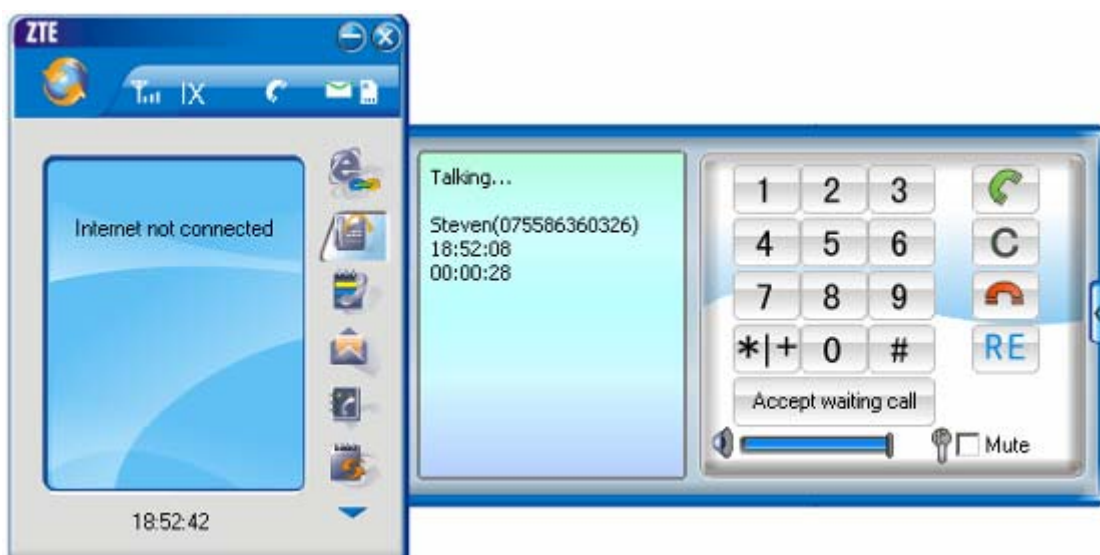 ZTE
1X
Internet not connected
18:52:42
Talking...
Steven(075586360326)
18:52:08
00:00:28
1 2 3
4 5 6 C
7 8 9
*|+ 0 # RE
Accept waiting call
Mute